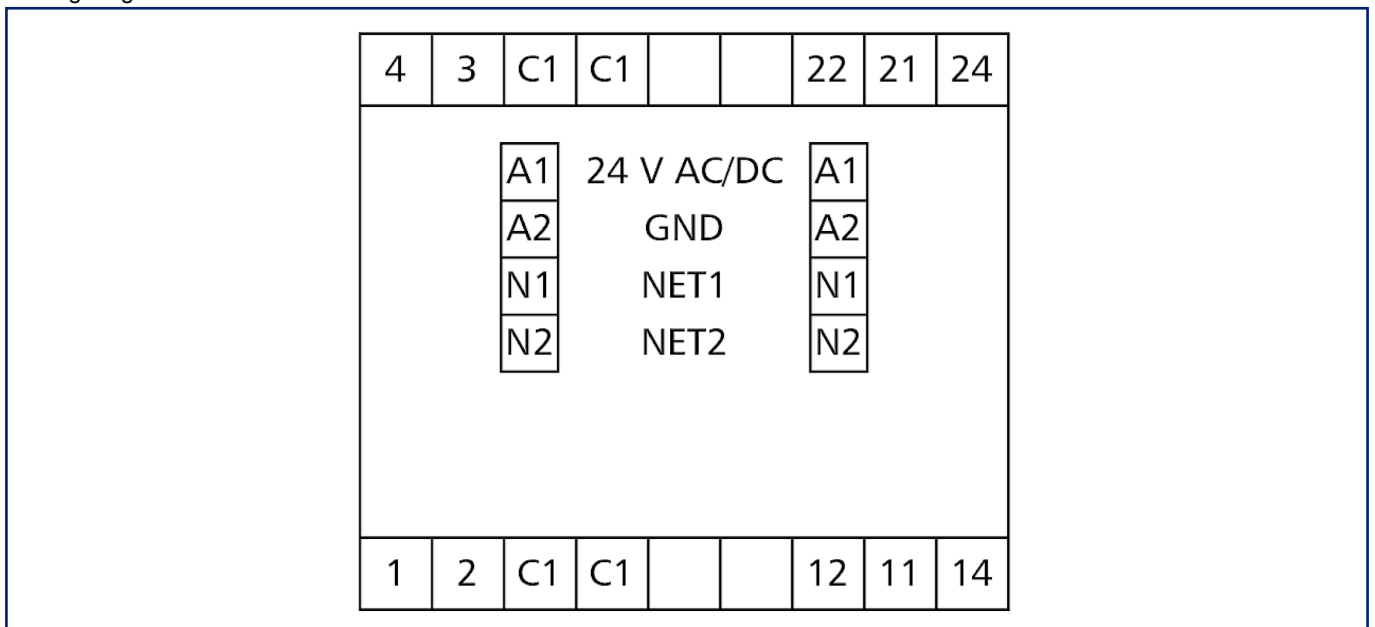 4 3 C1 C1 22 21 24
A1 24 V AC/DC A1
A2 GND A2
N1 NET1 N1
N2 NET2 N2
1 2 C1 C1 12 11 14